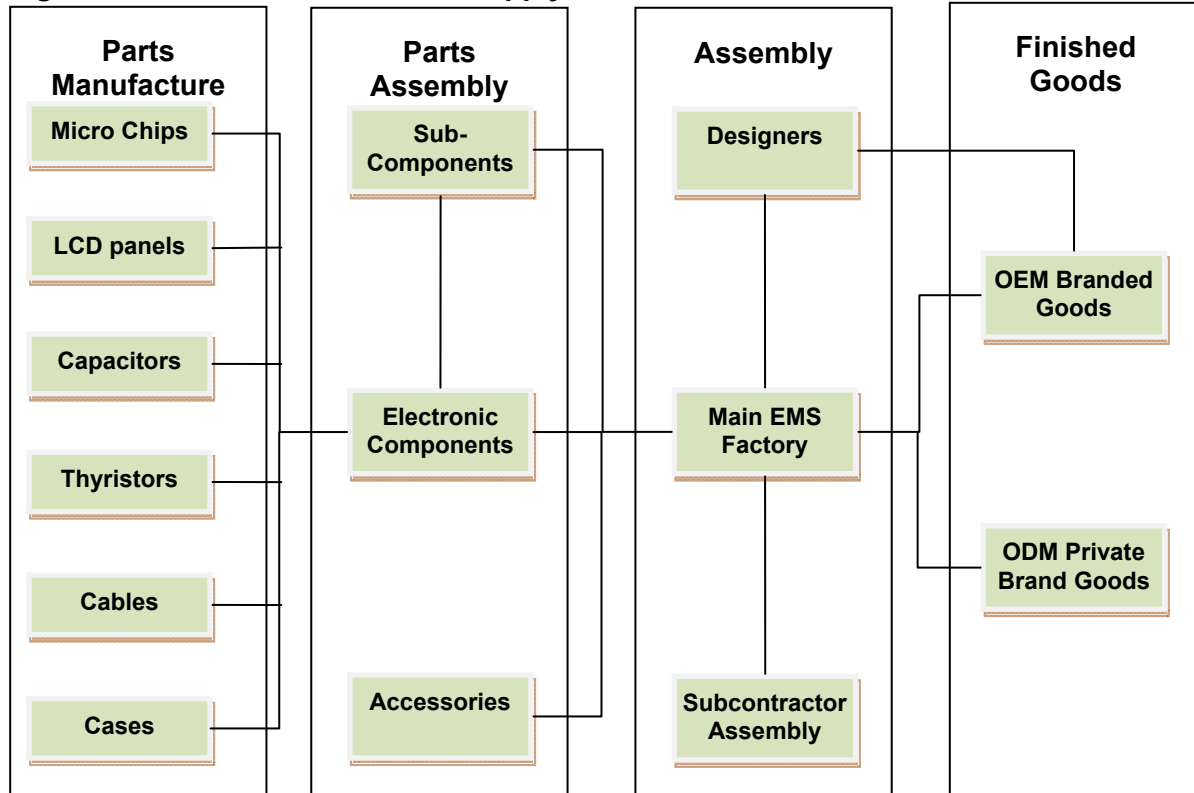 Parts
Manufacture
Micro Chips
LCD panels
Capacitors
Thyristors
Cables
Cases
Parts
Assembly
Sub-
Components
Electronic
Components
Accessories
Assembly
Designers
Main EMS
Factory
Subcontractor
Assembly
Finished
Goods
OEM Branded
Goods
ODM Private
Brand Goods